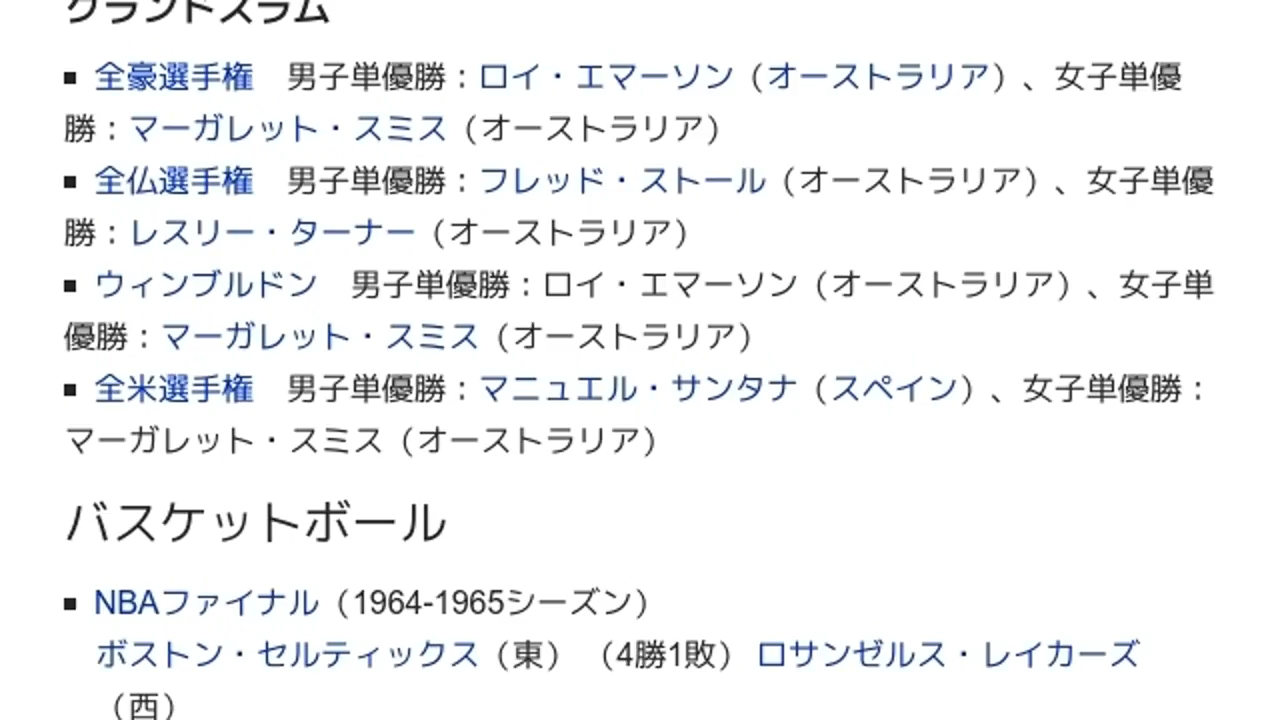 グランドスラム
▪ 全豪選手権　男子単優勝：ロイ・エマーソン（オーストラリア）、女子単優
勝：マーガレット・スミス（オーストラリア）
▪ 全仏選手権　男子単優勝：フレッド・ストール（オーストラリア）、女子単優
勝：レスリー・ターナー（オーストラリア）
▪ ウィンブルドン　男子単優勝：ロイ・エマーソン（オーストラリア）、女子単
優勝：マーガレット・スミス（オーストラリア）
▪ 全米選手権　男子単優勝：マニュエル・サンタナ（スペイン）、女子単優勝：
マーガレット・スミス（オーストラリア）
バスケットボール
▪ NBAファイナル（1964-1965シーズン）
ボストン・セルティックス（東）（4勝1敗） ロサンゼルス・レイカーズ
（西）